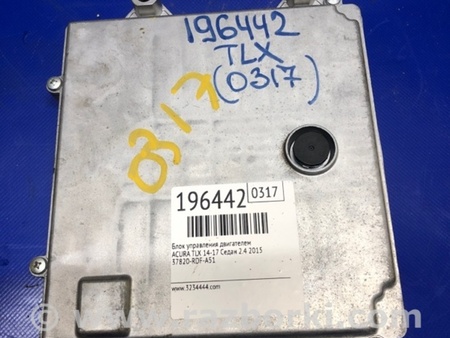 196442
TLX
(0317)
0317
196442 0317
Блок управления двигателем
ACURA TLX 14-17 Седан 2.4 2015
37820-RDF-A51
www.3234444.com
www.razborki.com